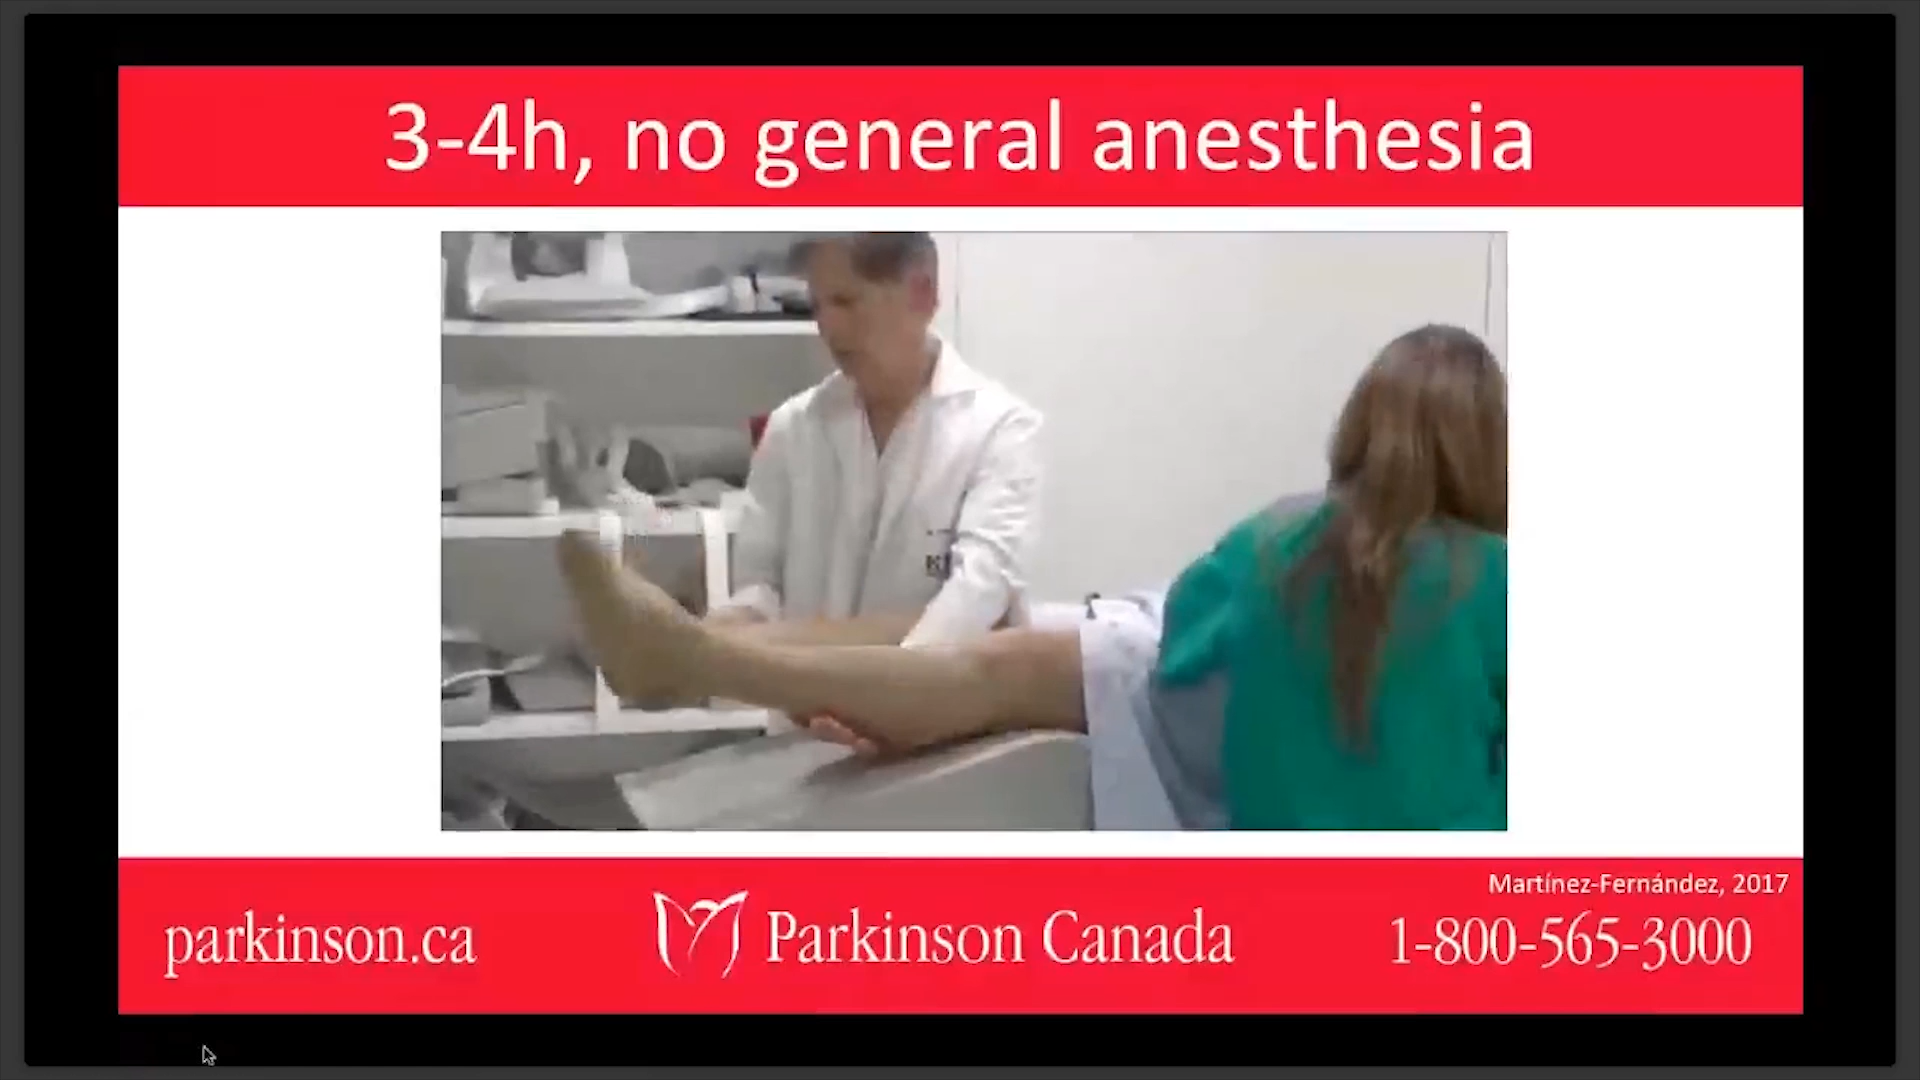 3-4h, no general anesthesia
Martínez-Fernández, 2017
parkinson.ca
Parkinson Canada
1-800-565-3000